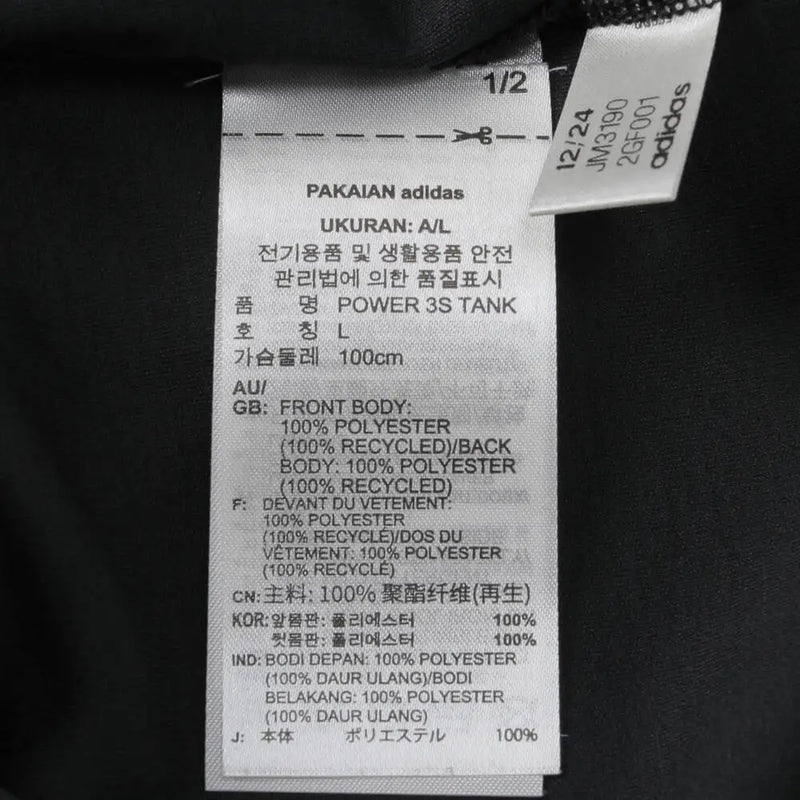 1/2
PAKAIAN adidas
UKURAN: A/L
전기용품 및 생활용품 안전
관리법에 의한 품질표시
품 명 POWER 3S TANK
호 칭 L
가슴둘레 100cm
AU/
GB: FRONT BODY:
100% POLYESTER
(100% RECYCLED)/BACK
BODY: 100% POLYESTER
(100% RECYCLED)
F: DEVANT DU VÊTEMENT:
100% POLYESTER
(100% RECYCLÉ)/DOS DU
VÊTEMENT: 100% POLYESTER
(100% RECYCLÉ)
CN: 主料: 100% 聚酯纤维(再生)
KOR: 앞몸판: 폴리에스터 100%
뒷몸판: 폴리에스터 100%
IND: BODI DEPAN: 100% POLYESTER
(100% DAUR ULANG)/BODI
BELAKANG: 100% POLYESTER
(100% DAUR ULANG)
J: 本体 ポリエステル 100%
12/24
JM3190
2GF001
adidas